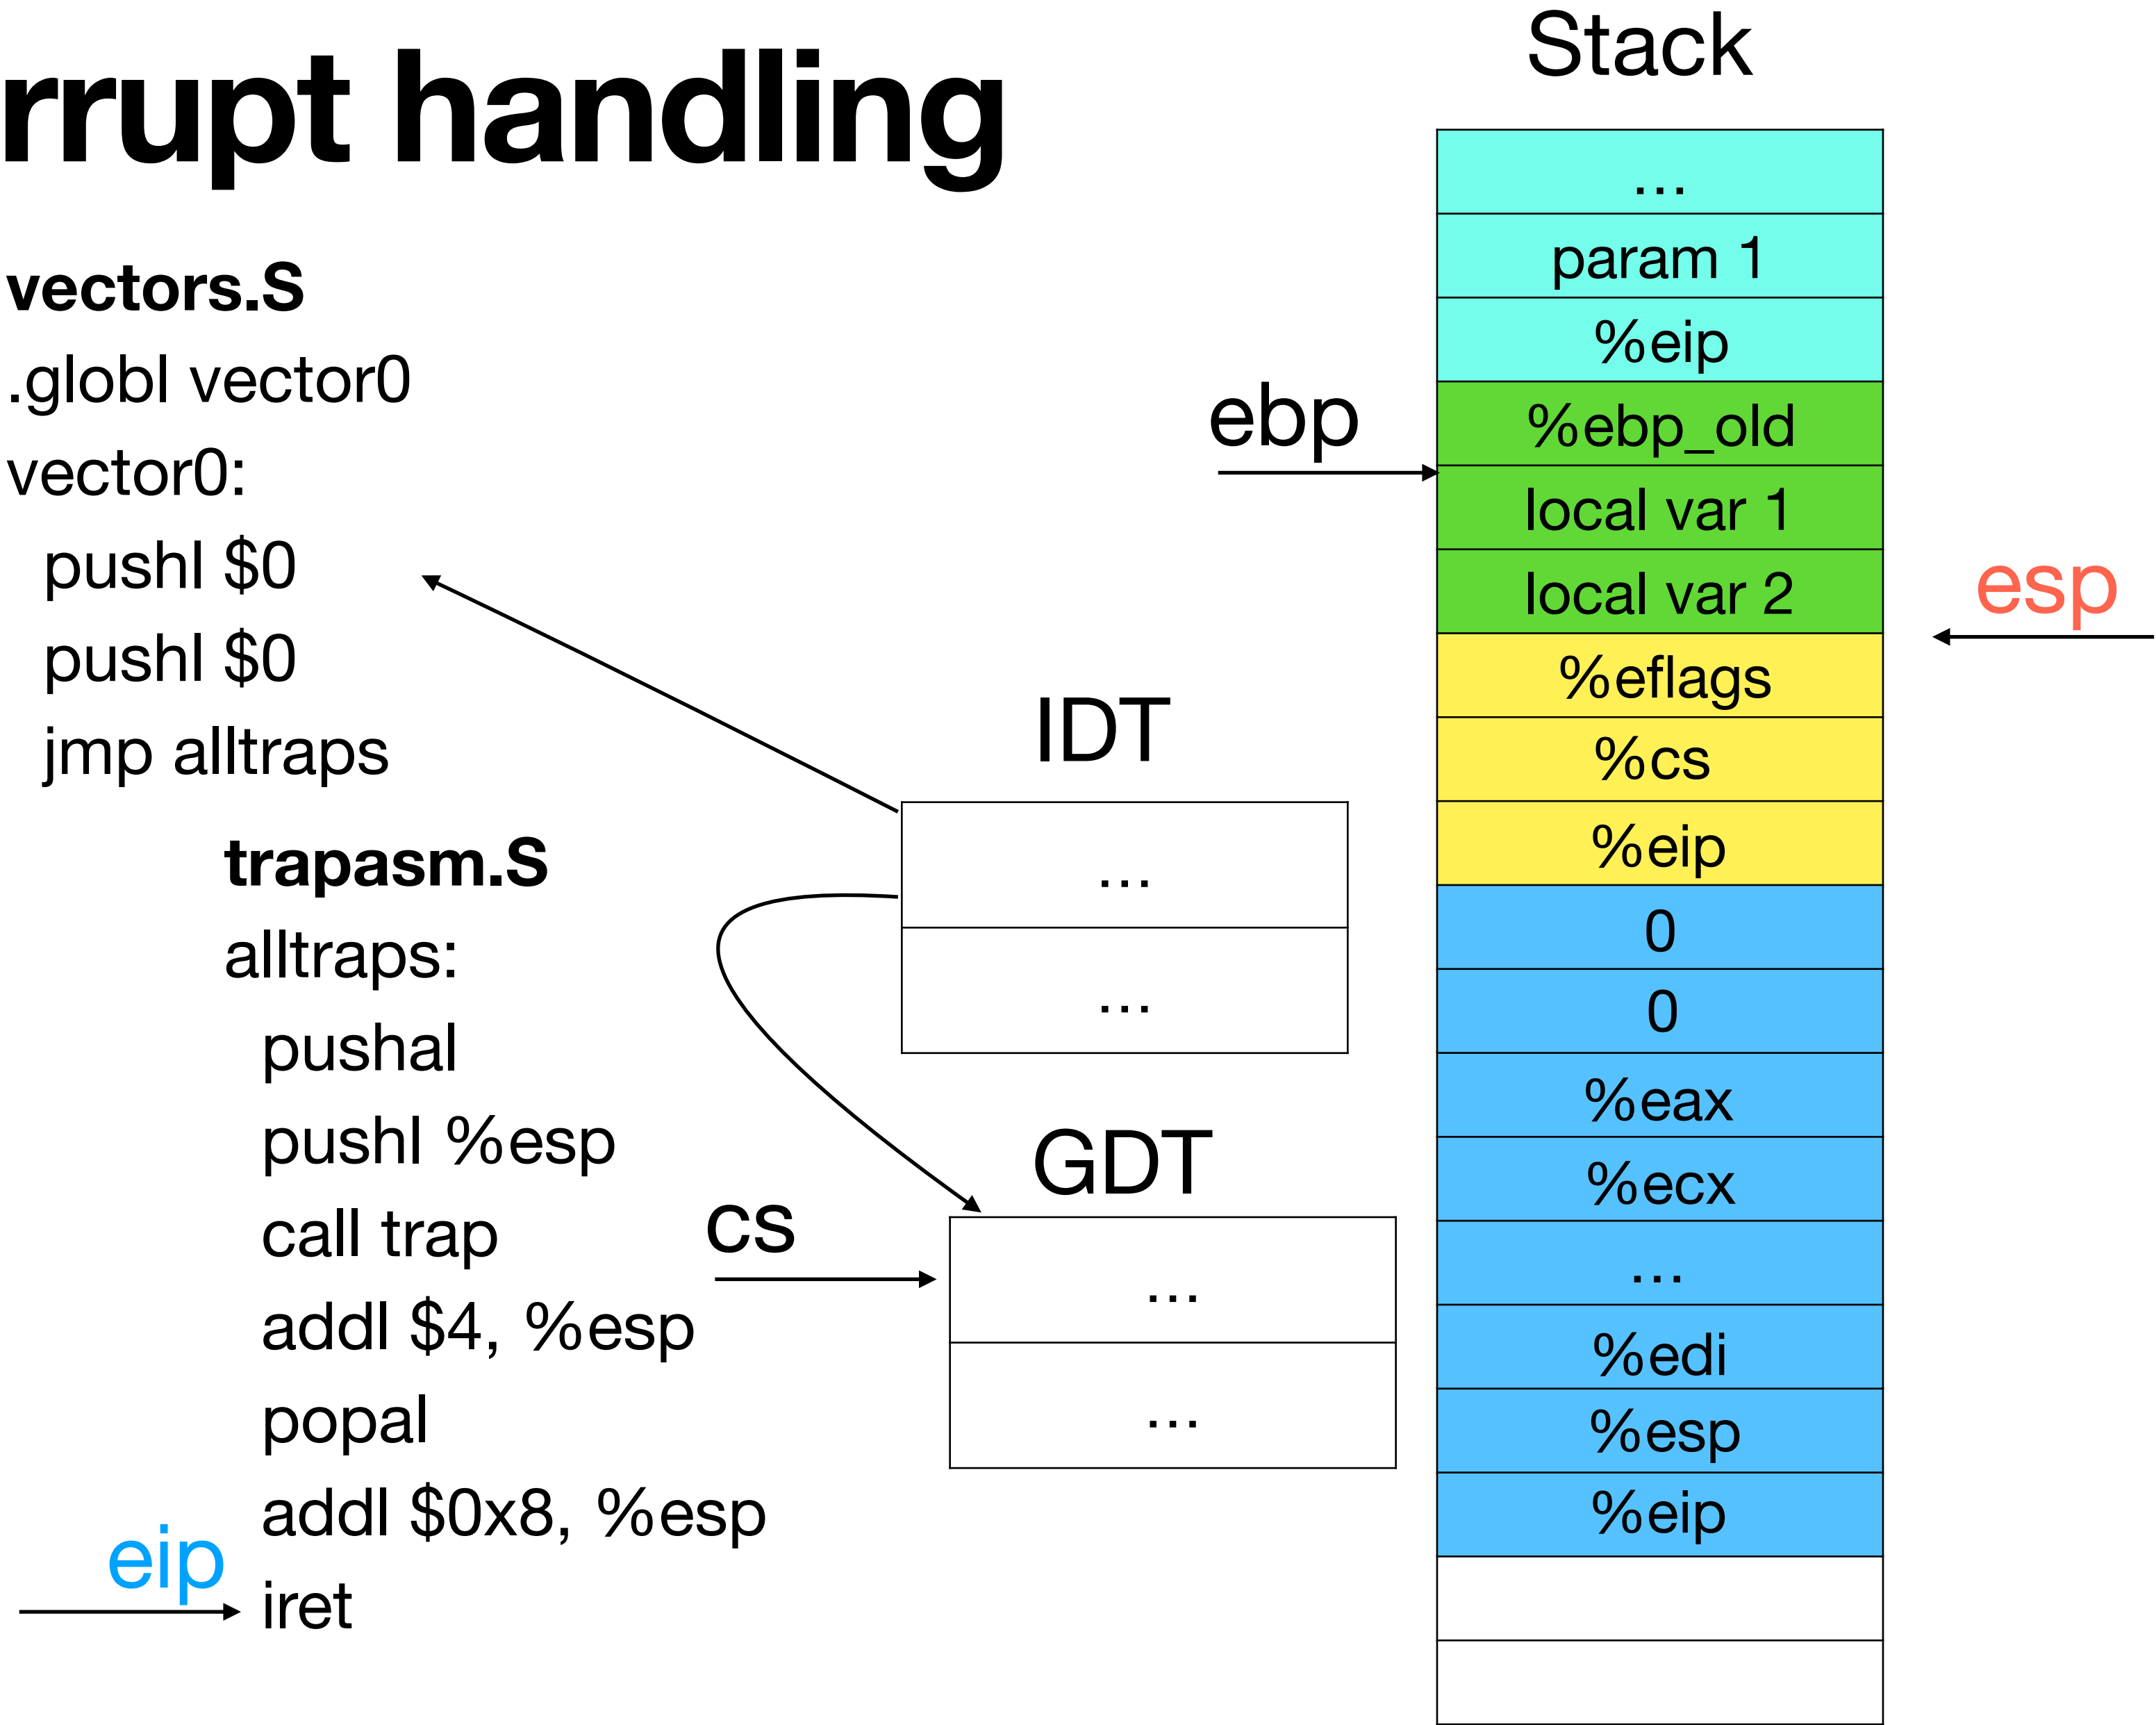 rrupt handling
vectors.S
.globl vector0
vector0:
pushl $0
pushl $0
jmp alltraps
trapasm.S
alltraps:
pushal
pushl %esp
call trap
addl $4, %esp
popal
addl $0x8, %esp
iret
eip
cs
IDT
...
...
GDT
...
...
ebp
Stack
...
param 1
%eip
%ebp_old
local var 1
local var 2
%eflags
%cs
%eip
0
0
%eax
%ecx
...
%edi
%esp
%eip
esp